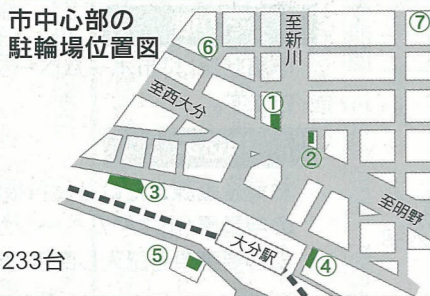 市中心部の
駐輪場位置図
至新川
⑦
⑥
至西大分
①
②
③
至明野
大分駅
④
⑤
233台